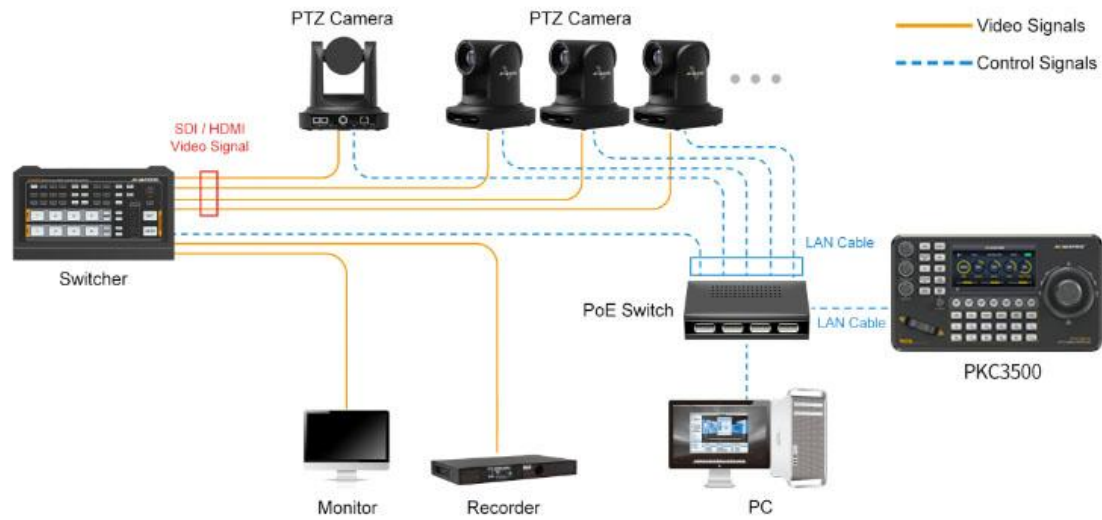 PTZ Camera
PTZ Camera
Video Signals
Control Signals
SDI / HDMI
Video Signal
Switcher
LAN Cable
PoE Switch
LAN Cable
PKC3500
Monitor
Recorder
PC